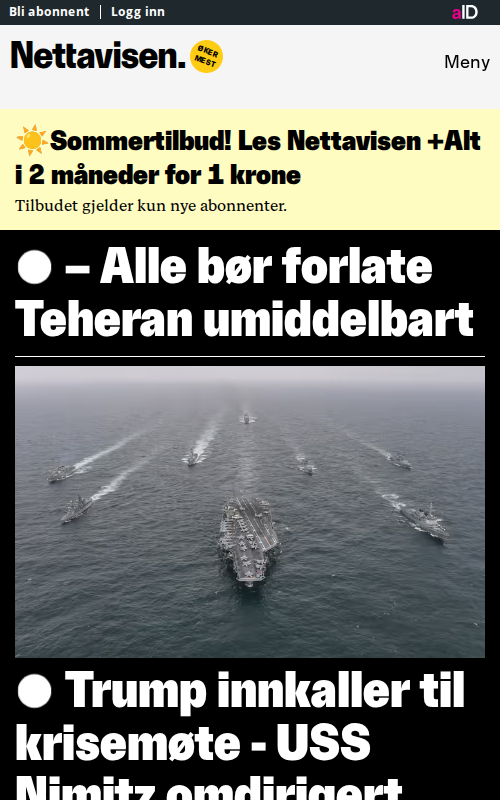 Bli abonnent | Logg inn
aID
Nettavisen.
ØKER
MEST
Meny
☀️Sommertilbud! Les Nettavisen +Alt
i 2 måneder for 1 krone
Tilbudet gjelder kun nye abonnenter.
– Alle bør forlate
Teheran umiddelbart
Trump innkaller til
krisemøte - USS
Nimitz omdirigert